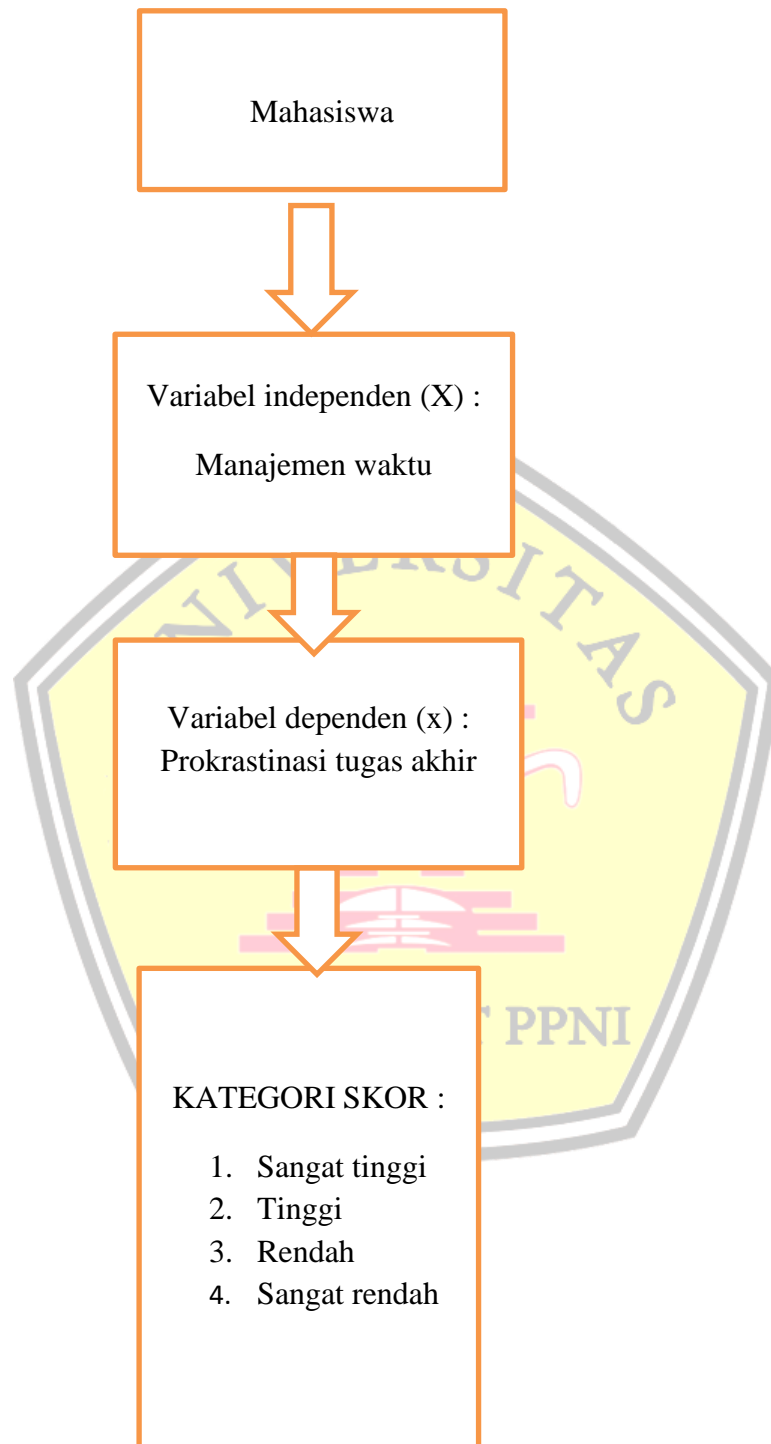 Mahasiswa
Variabel independen (X) :
Manajemen waktu
Variabel dependen (x) :
Prokrastinasi tugas akhir
KATEGORI SKOR :
1. Sangat tinggi
2. Tinggi
3. Rendah
4. Sangat rendah
PPNI